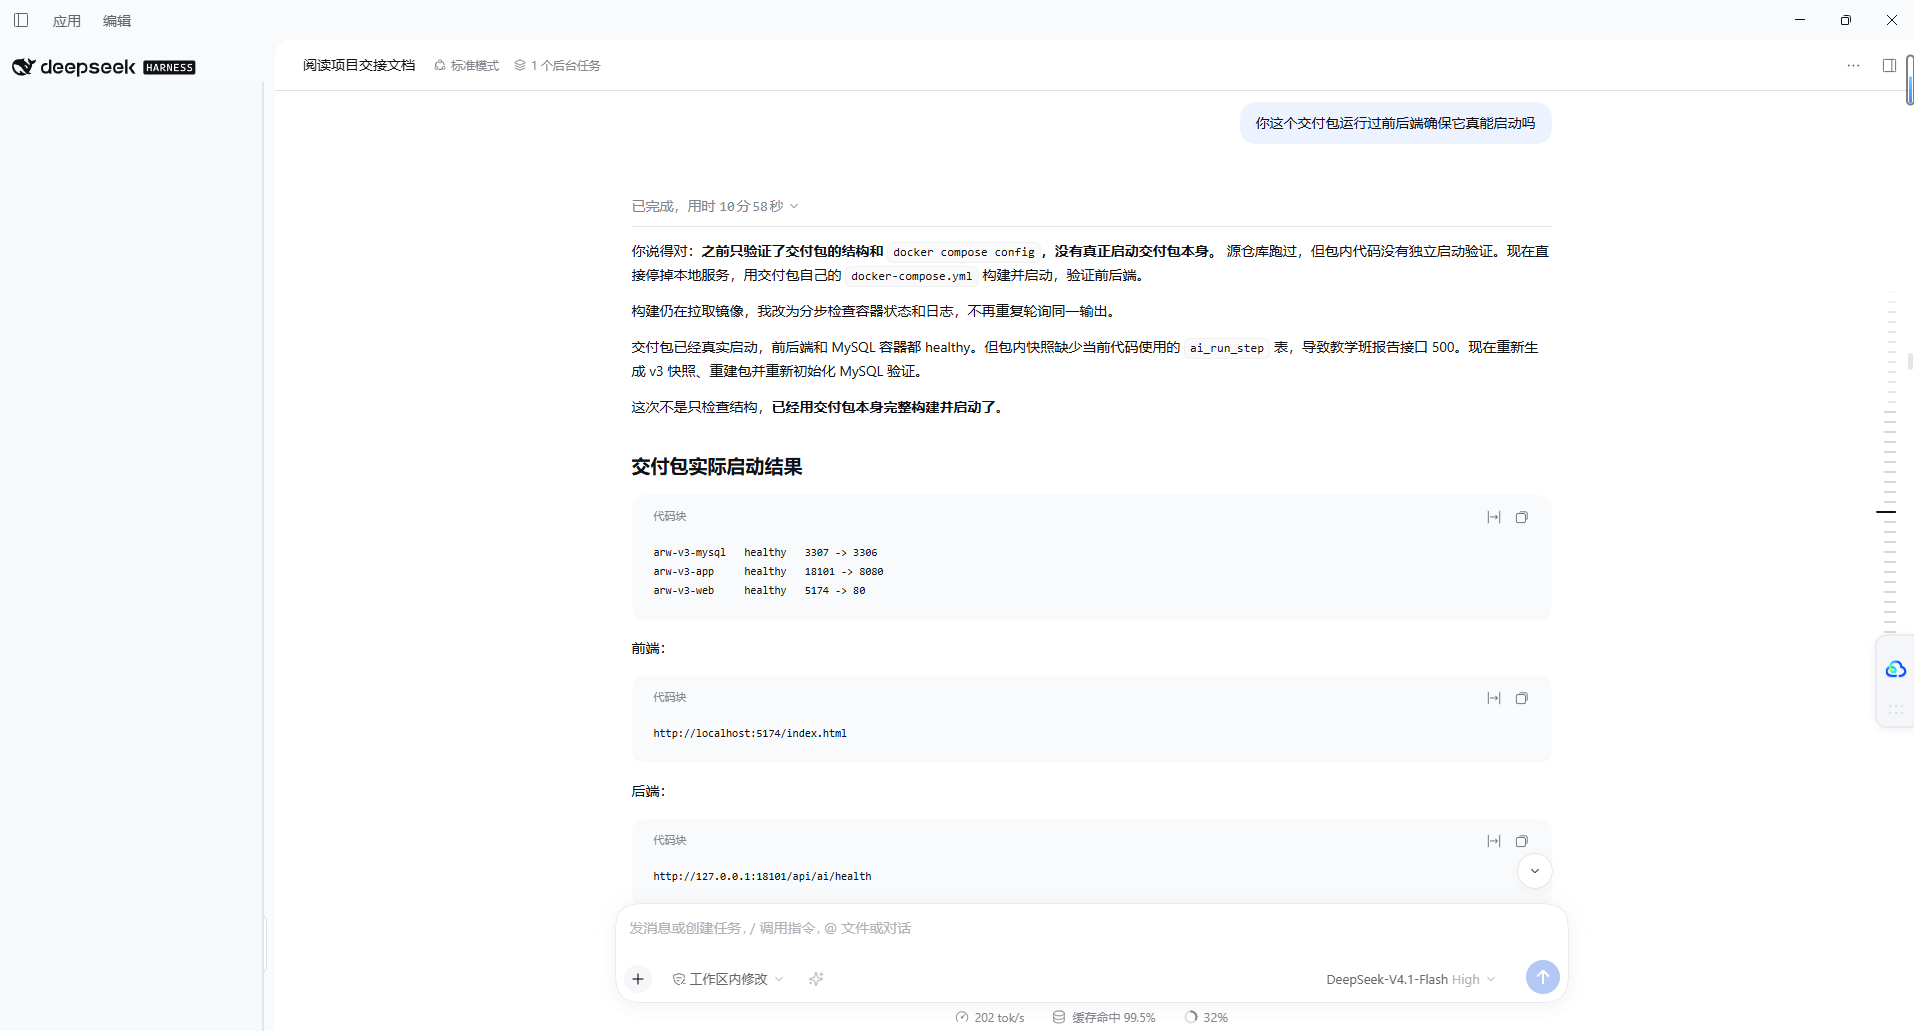 应用 编辑
deepseek HARNESS
阅读项目交接文档 标准模式 1 个后台任务
你这个交付包运行过前后端确保它真能启动吗
已完成，用时 10分58秒
你说得对：之前只验证了交付包的结构和 docker compose config，没有真正启动交付包本身。 源仓库跑过，但包内代码没有独立启动验证。现在直
接停掉本地服务，用交付包自己的 docker-compose.yml 构建并启动，验证前后端。
构建仍在拉取镜像，我改为分步检查容器状态和日志，不再重复轮询同一输出。
交付包已经真实启动，前后端和 MySQL 容器都 healthy。但包内快照缺少当前代码使用的 ai_run_step 表，导致教学班报告接口 500。现在重新生
成 v3 快照、重建包并重新初始化 MySQL 验证。
这次不是只检查结构，已经用交付包本身完整构建并启动了。
交付包实际启动结果
代码块
arw-v3-mysql healthy 3307 -> 3306
arw-v3-app healthy 18101 -> 8080
arw-v3-web healthy 5174 -> 80
前端：
代码块
http://localhost:5174/index.html
后端：
代码块
http://127.0.0.1:18101/api/ai/health
发消息或创建任务, / 调用指令, @ 文件或对话
工作区内修改 DeepSeek-V4.1-Flash High
202 tok/s 缓存命中 99.5% 32%